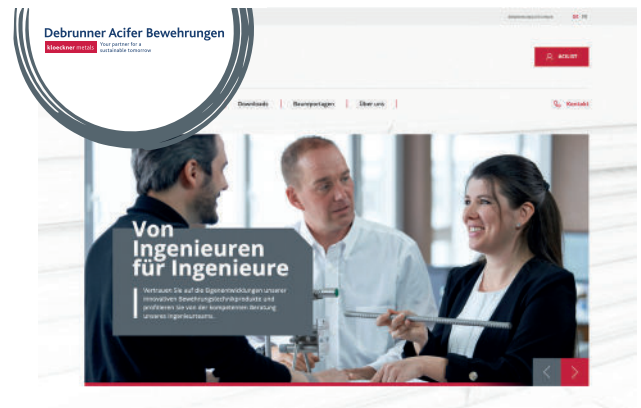 DE FR
Debrunner Acifer Bewehrungen
kloeckner metals
Your partner for a
sustainable tomorrow
ACILIST
Downloads | Baureportagen | Über uns |
Kontakt
Von
Ingenieuren
für Ingenieure
Vertrauen Sie auf die Eigenentwicklungen unserer
innovativen Bewehrungstechnikprodukte und
profitieren Sie von der kompetenten Beratung
unseres Ingenieurteams.